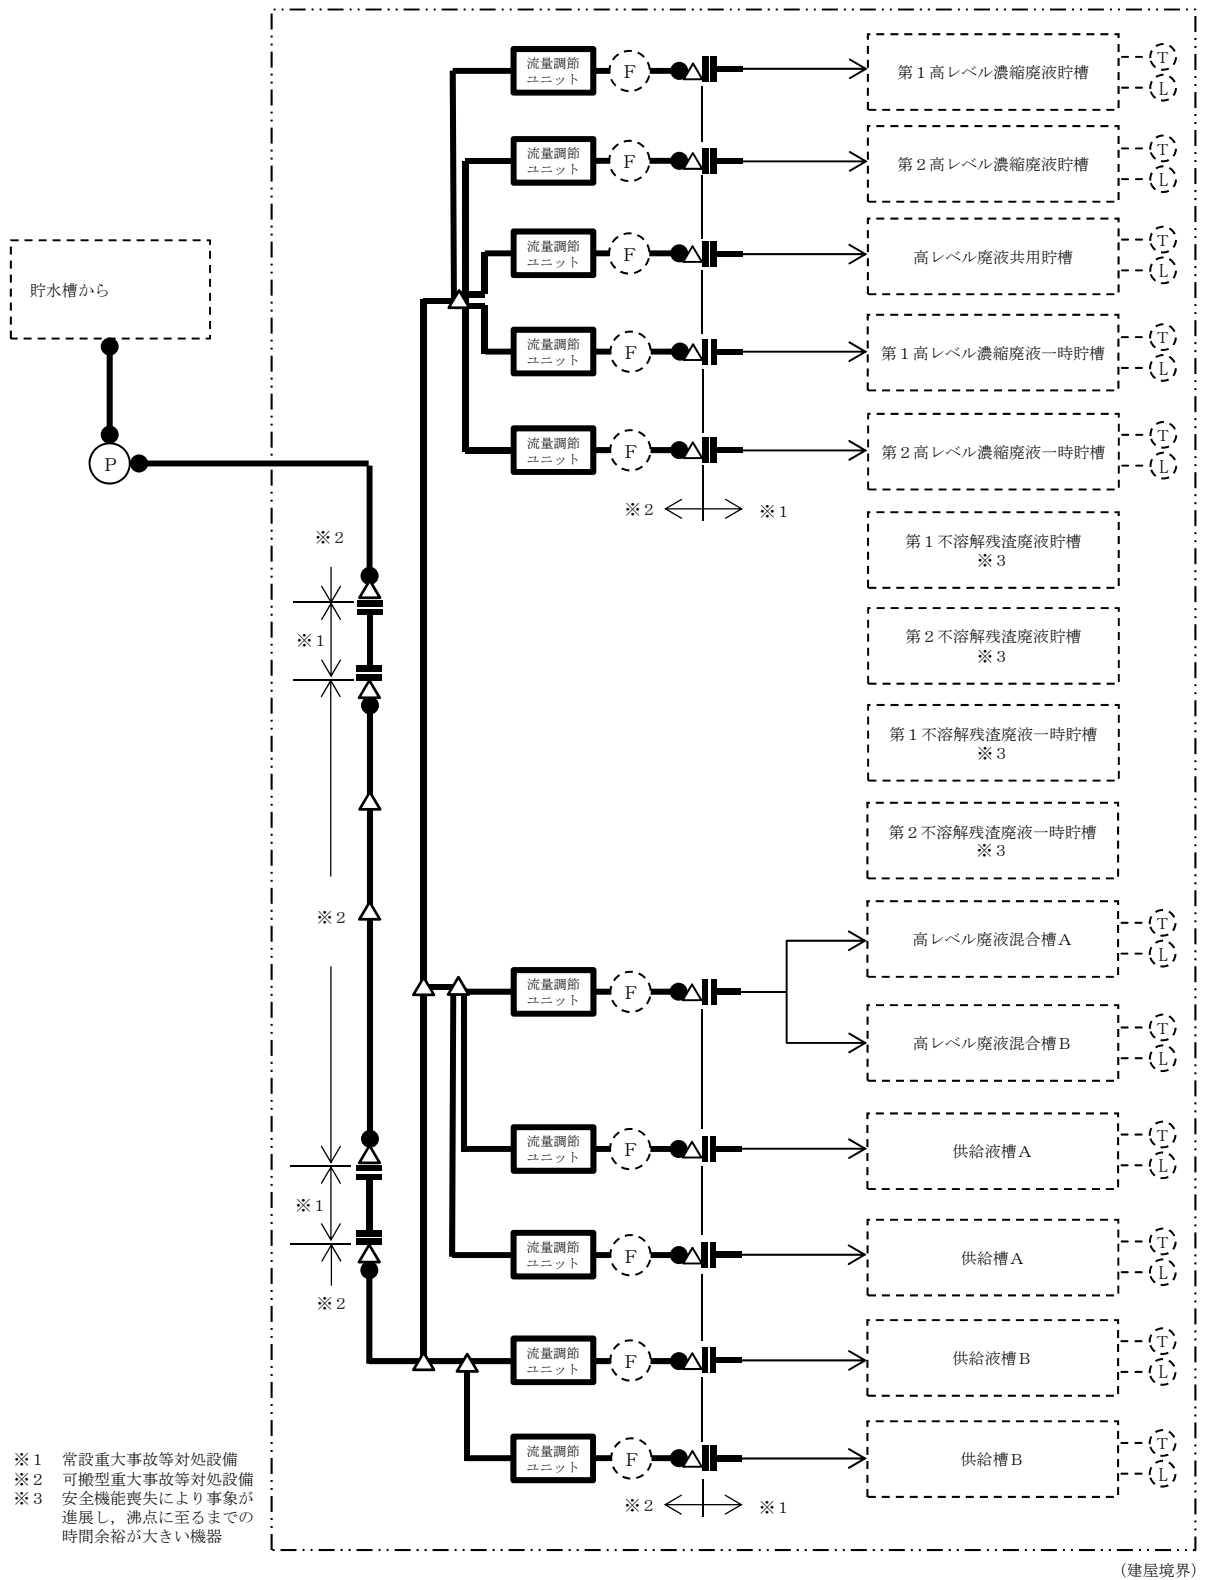 流量調節
ユニット
F
第１高レベル濃縮廃液貯槽
T
L
流量調節
ユニット
F
第２高レベル濃縮廃液貯槽
T
L
流量調節
ユニット
F
高レベル廃液共用貯槽
T
L
貯水槽から
流量調節
ユニット
F
第１高レベル濃縮廃液一時貯槽
T
L
P
流量調節
ユニット
F
第２高レベル濃縮廃液一時貯槽
T
L
※２
※１
※２
第１不溶解残渣廃液貯槽
※３
※１
第２不溶解残渣廃液貯槽
※３
第１不溶解残渣廃液一時貯槽
※３
第２不溶解残渣廃液一時貯槽
※３
※２
高レベル廃液混合槽A
T
L
流量調節
ユニット
F
高レベル廃液混合槽B
T
L
流量調節
ユニット
F
供給液槽A
T
L
※１
流量調節
ユニット
F
供給槽A
T
L
※２
流量調節
ユニット
F
供給液槽B
T
L
流量調節
ユニット
F
供給槽B
T
L
※２
※１
※１　常設重大事故等対処設備
※２　可搬型重大事故等対処設備
※３　安全機能喪失により事象が
進展し，沸点に至るまでの
時間余裕が大きい機器
（建屋境界）